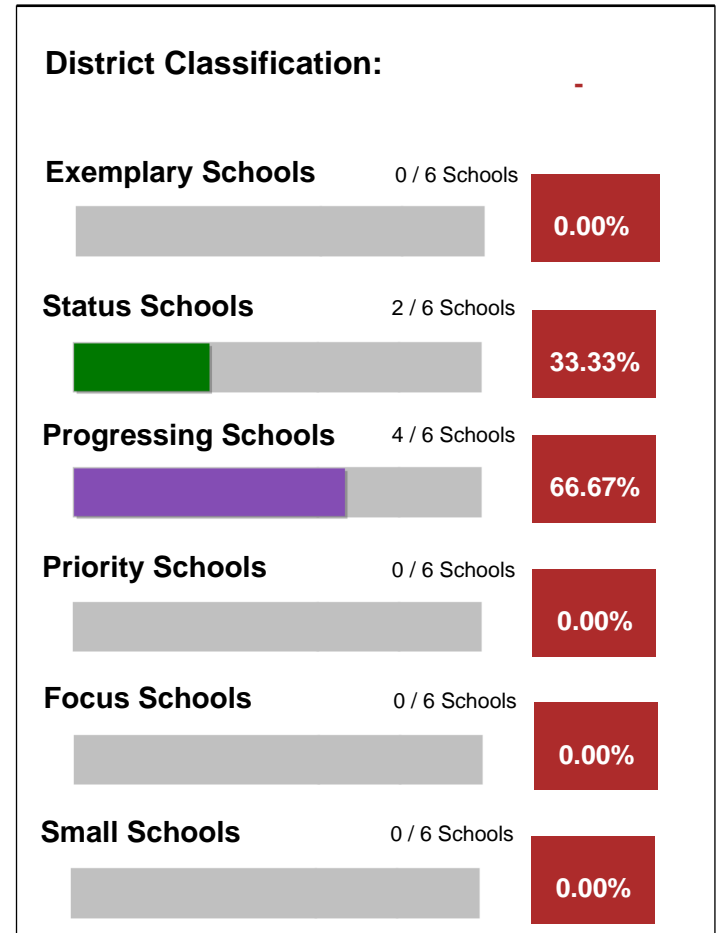 District Classification:
-
Exemplary Schools 0 / 6 Schools
0.00%
Status Schools 2 / 6 Schools
33.33%
Progressing Schools 4 / 6 Schools
66.67%
Priority Schools 0 / 6 Schools
0.00%
Focus Schools 0 / 6 Schools
0.00%
Small Schools 0 / 6 Schools
0.00%